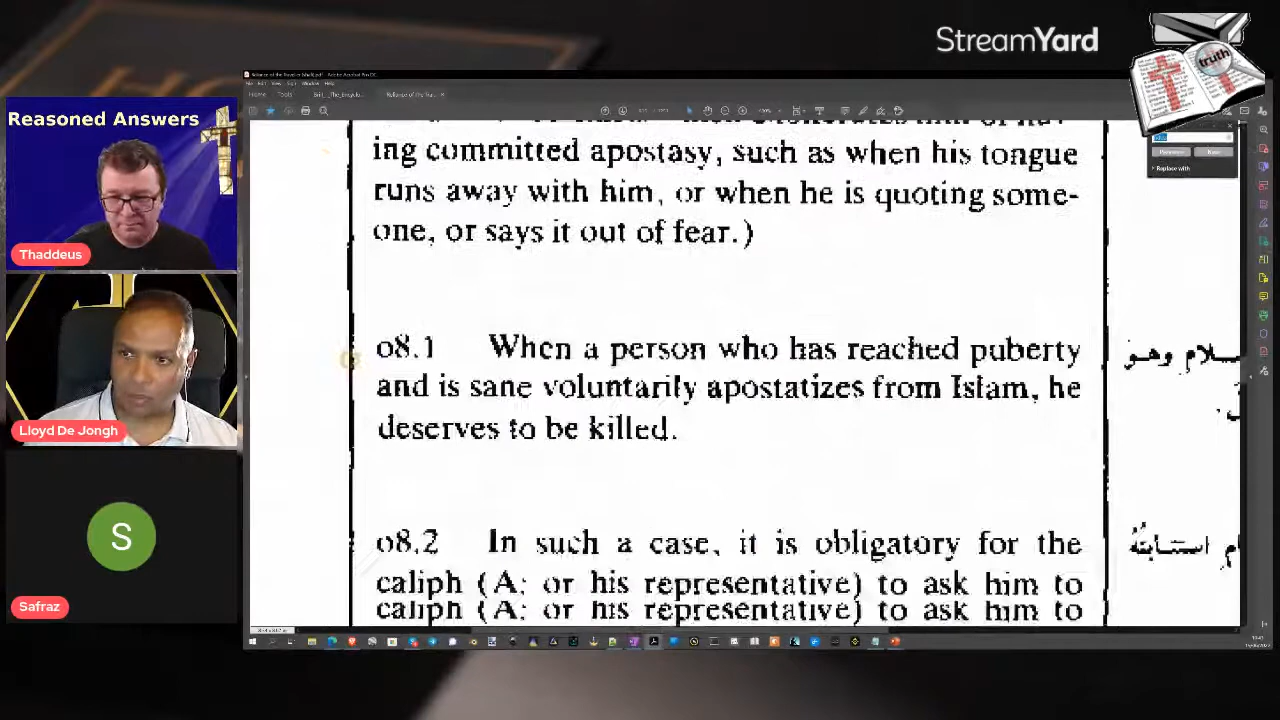 StreamYard
truth
Reasoned Answers
Thaddeus
Lloyd De Jongh
S
Safraz
ing committed apostasy, such as when his tongue
runs away with him, or when he is quoting some-
one, or says it out of fear.)
o8.1 When a person who has reached puberty
and is sane voluntarily apostatizes from Islam, he
deserves to be killed.
o8.2 In such a case, it is obligatory for the
caliph (A: or his representative) to ask him to
caliph (A: or his representative) to ask him to
Replace with